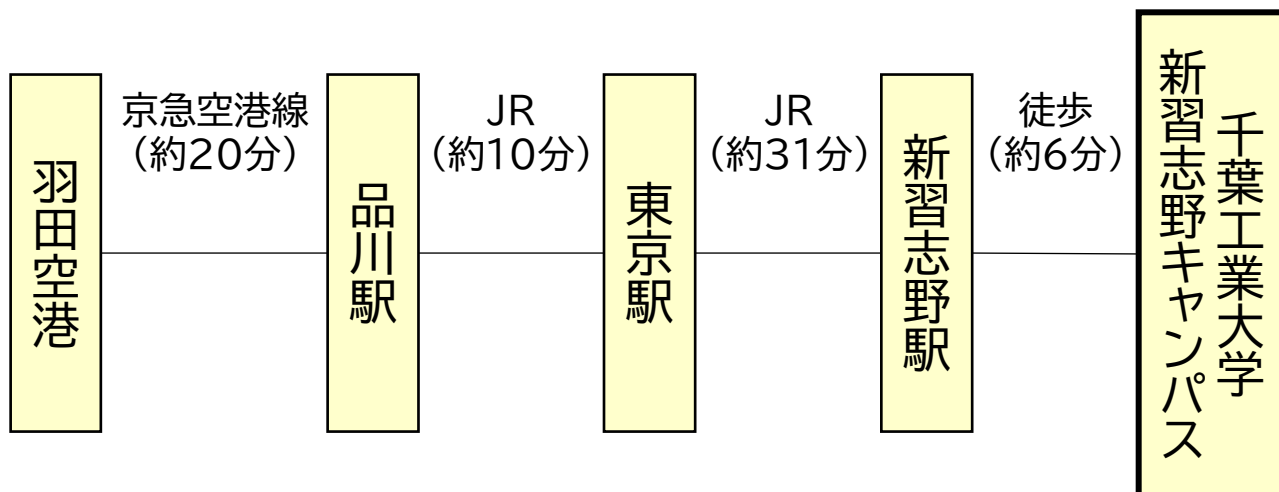 羽田空港
京急空港線
（約20分）
品川駅
JR
（約10分）
東京駅
JR
（約31分）
新習志野駅
徒歩
（約6分）
千葉工業大学
新習志野キャンパス